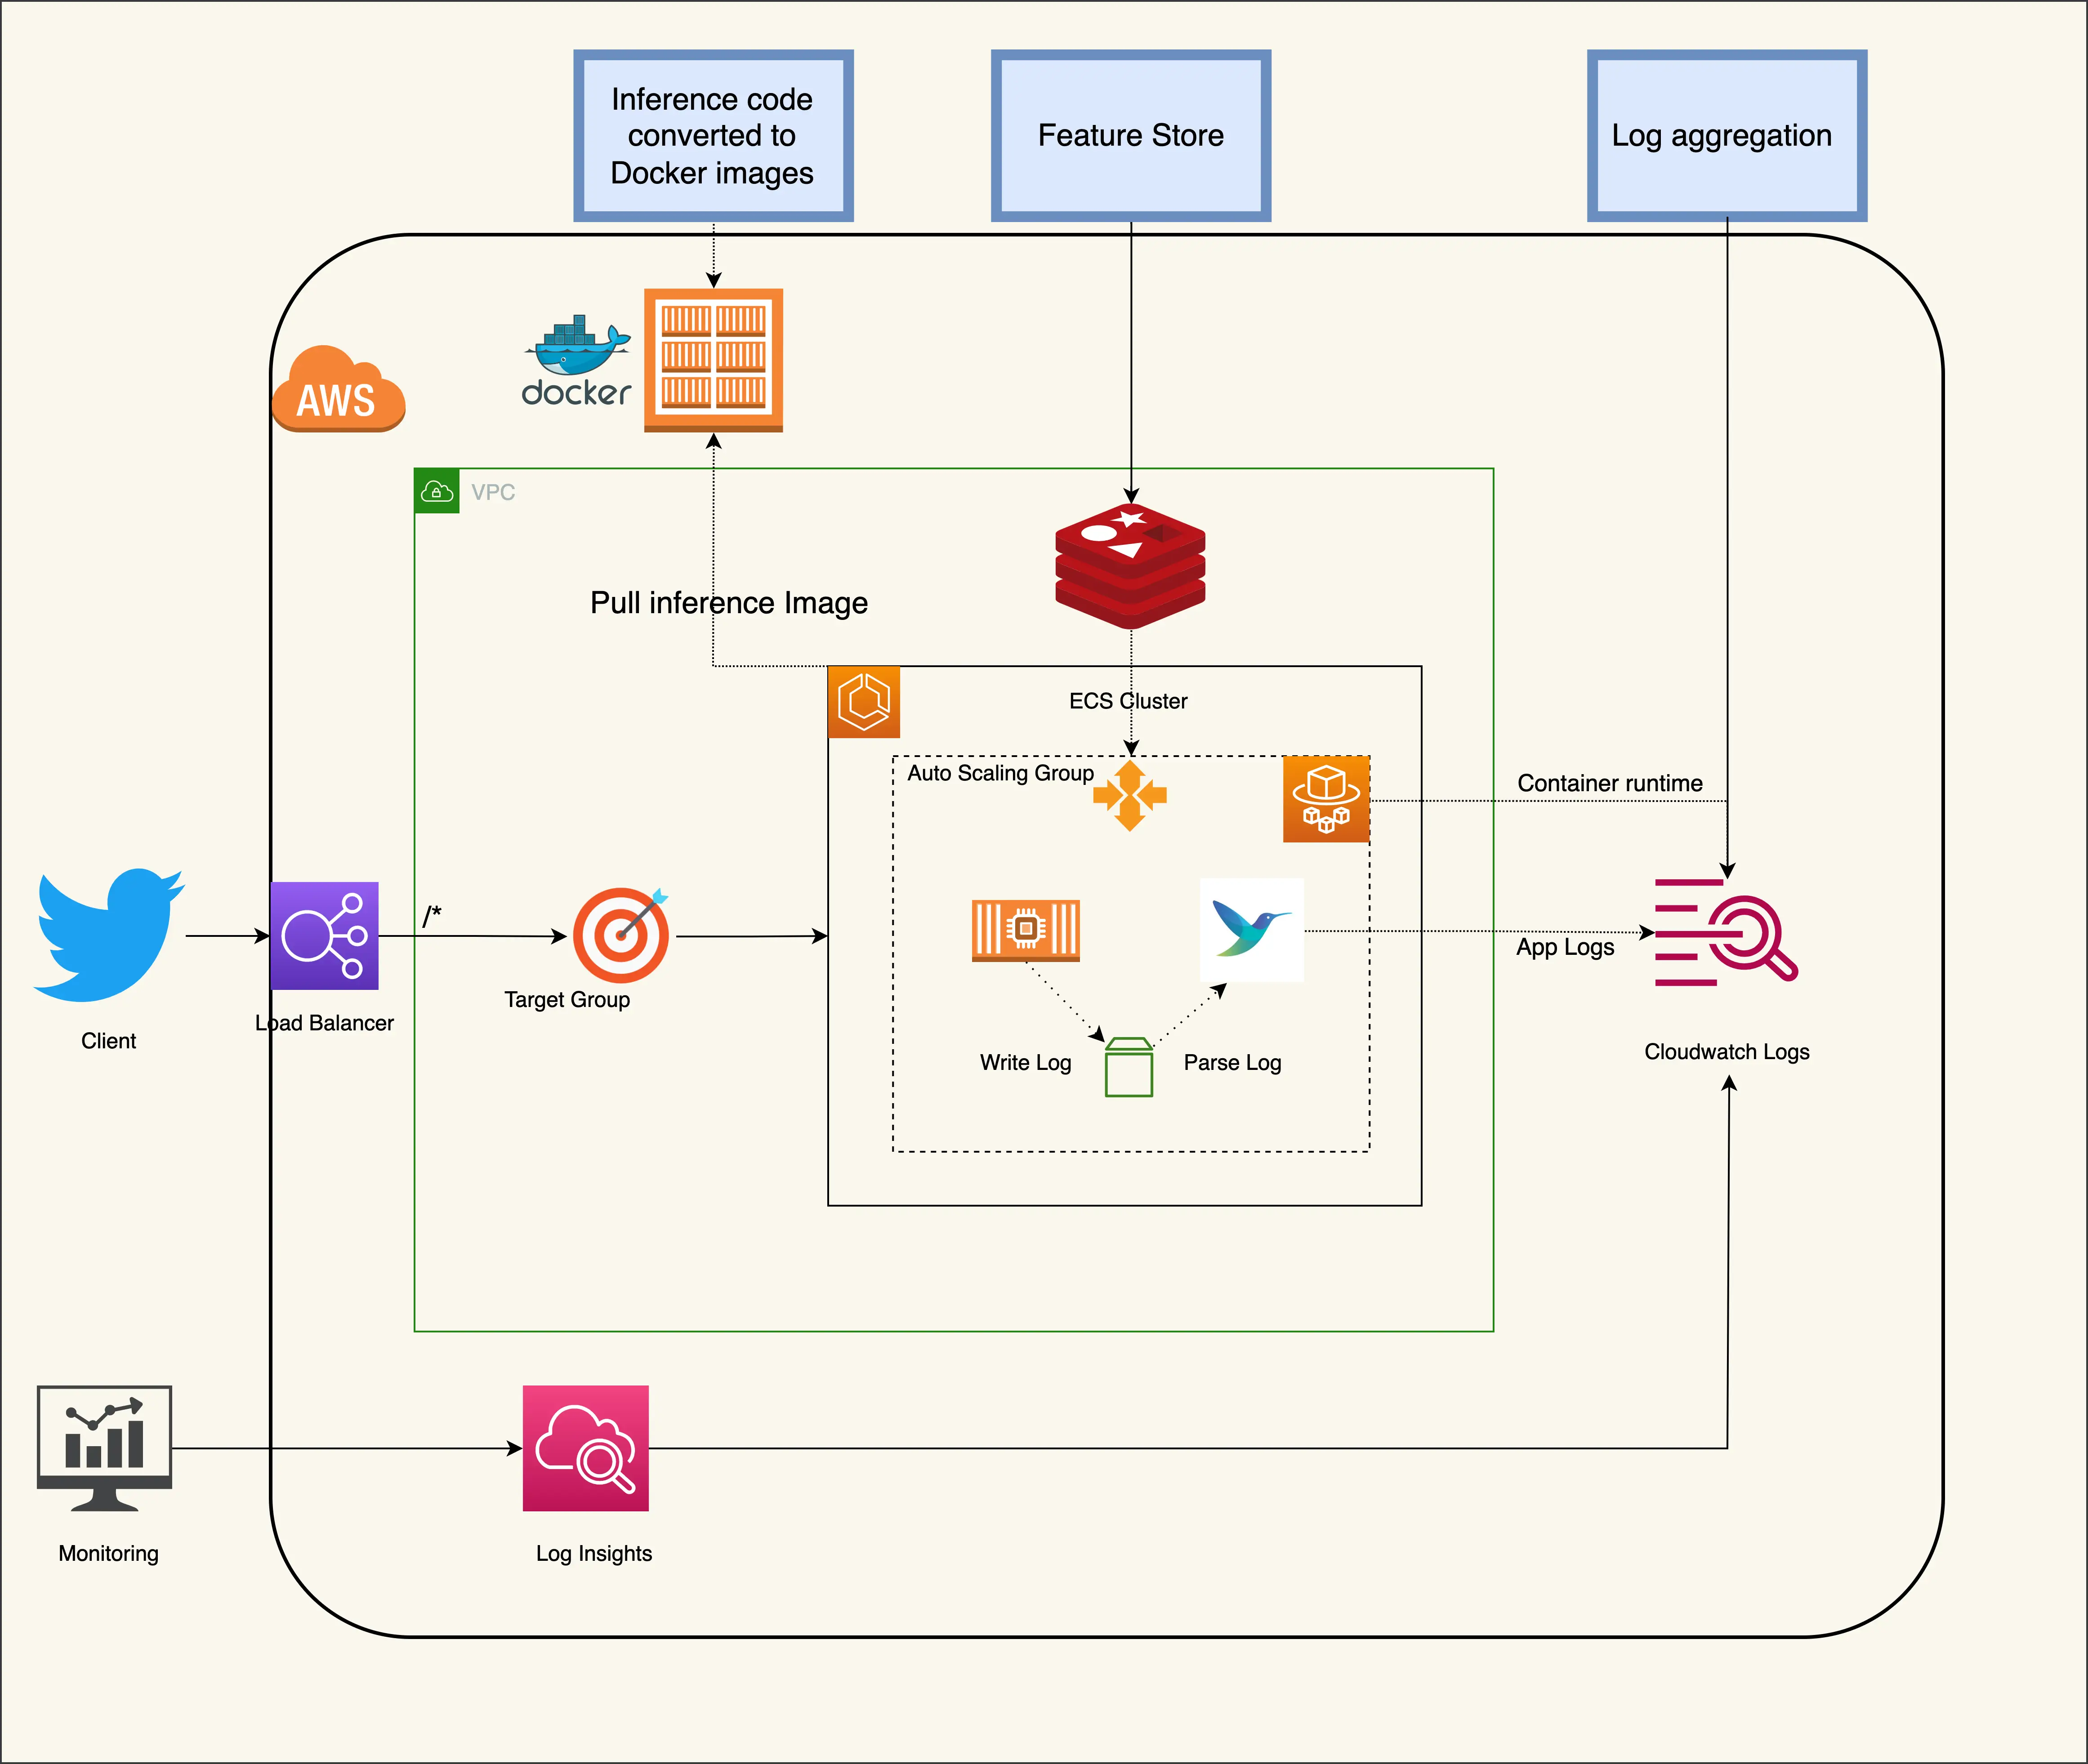 Inference code
converted to
Docker images
Feature Store
Log aggregation
docker
AWS
VPC
Pull inference Image
ECS Cluster
Auto Scaling Group
Container runtime
/*
App Logs
Target Group
Load Balancer
Client
Write Log
Parse Log
Cloudwatch Logs
Monitoring
Log Insights